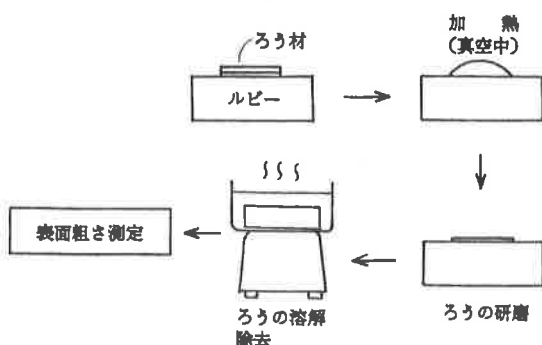 ろう材
ルビー
加 熱
(真空中)
ろうの研磨
ろうの溶解
除去
表面粗さ測定